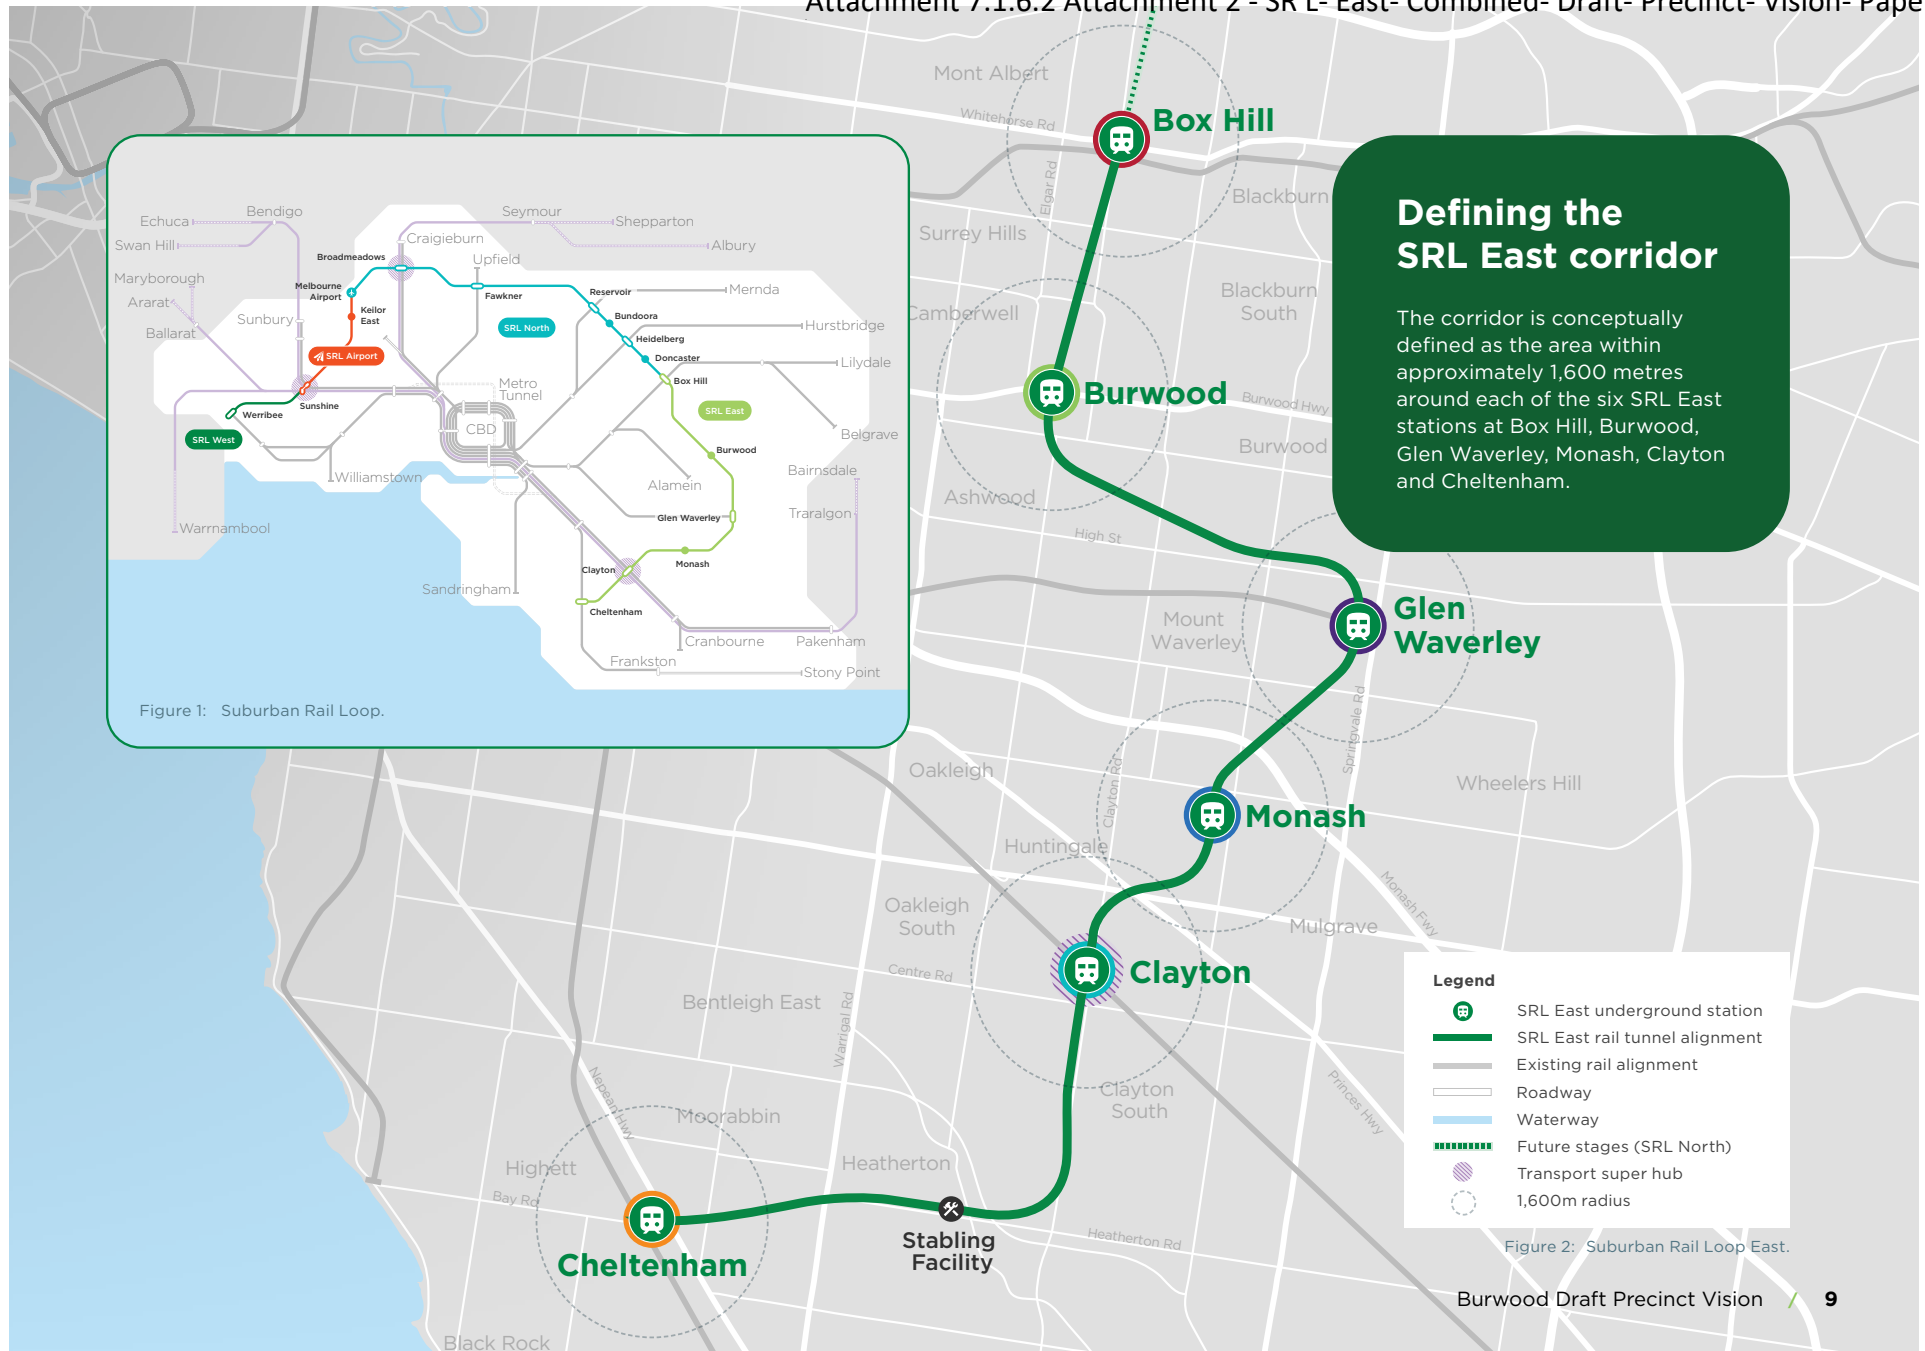 Attachment 7.1.6.2 Attachment 2 - SR L- East- Combined- Draft- Precinct- Vision- Pape
Defining the
SRL East corridor
The corridor is conceptually
defined as the area within
approximately 1,600 metres
around each of the six SRL East
stations at Box Hill, Burwood,
Glen Waverley, Monash, Clayton
and Cheltenham.
Echuca
Bendigo
Swan Hill
Maryborough
Ararat
Ballarat
Sunbury
Seymour
Shepparton
Albury
Craigieburn
Broadmeadows
Upfield
Melbourne
Airport
Keilor
East
Fawkner
Reservoir
Mernda
Bundoora
SRL North
Hurstbridge
Heidelberg
SRL Airport
Doncaster
Lilydale
Box Hill
Metro
Tunnel
Sunshine
Werribee
SRL East
SRL West
CBD
Belgrave
Burwood
Williamstown
Alamein
Bairnsdale
Warrnambool
Glen Waverley
Traralgon
Monash
Clayton
Sandringham
Cheltenham
Cranbourne
Pakenham
Frankston
Stony Point
Figure 1: Suburban Rail Loop.
Mont Albert
Whitehorse Rd
Box Hill
Elgar Rd
Blackburn
Surrey Hills
Blackburn
South
Camberwell
Burwood
Burwood Hwy
Burwood
Ashwood
High St
Glen
Waverley
Mount
Waverley
Springvale Rd
Oakleigh
Clayton Rd
Wheelers Hill
Monash
Huntingale
Monash Fwy
Oakleigh
South
Mulgrave
Centre Rd
Clayton
Bentleigh East
Warrigal Rd
Nepean Hwy
Clayton
South
Princes Hwy
Moorabbin
Highett
Heatherton
Bay Rd
Heatherton Rd
Stabling
Facility
Cheltenham
Black Rock
Legend
SRL East underground station
SRL East rail tunnel alignment
Existing rail alignment
Roadway
Waterway
Future stages (SRL North)
Transport super hub
1,600m radius
Figure 2: Suburban Rail Loop East.
Burwood Draft Precinct Vision / 9